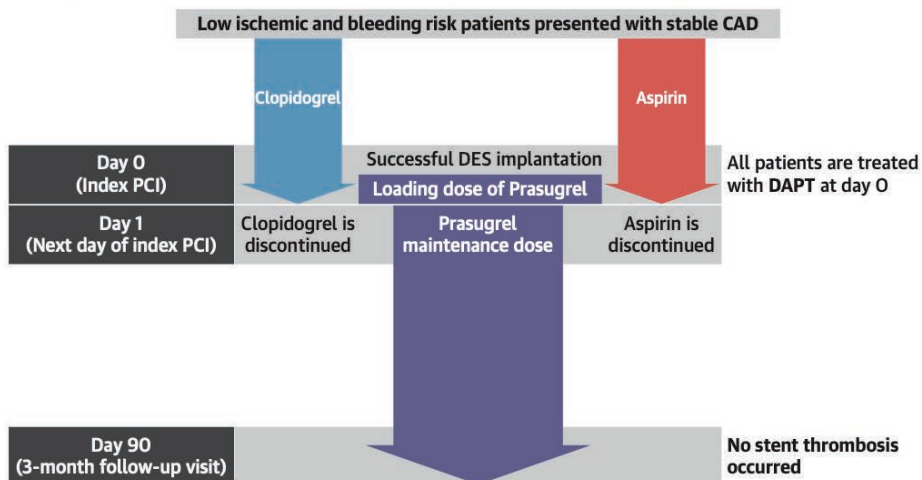 Low ischemic and bleeding risk patients presented with stable CAD
Clopidogrel
Aspirin
Day 0
(Index PCI)
Successful DES implantation
Loading dose of Prasugrel
All patients are treated
with DAPT at day 0
Day 1
(Next day of index PCI)
Clopidogrel is
discontinued
Prasugrel
maintenance dose
Aspirin is
discontinued
Day 90
(3-month follow-up visit)
No stent thrombosis
occurred